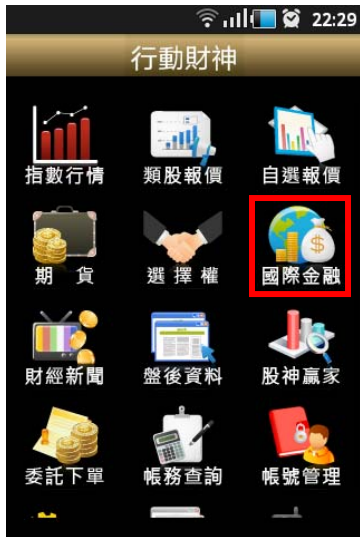 22:29
行動財神
指數行情 類股報價 自選報價
期 貨 選擇權 國際金融
財經新聞 盤後資料 股神贏家
委託下單 帳務查詢 帳號管理